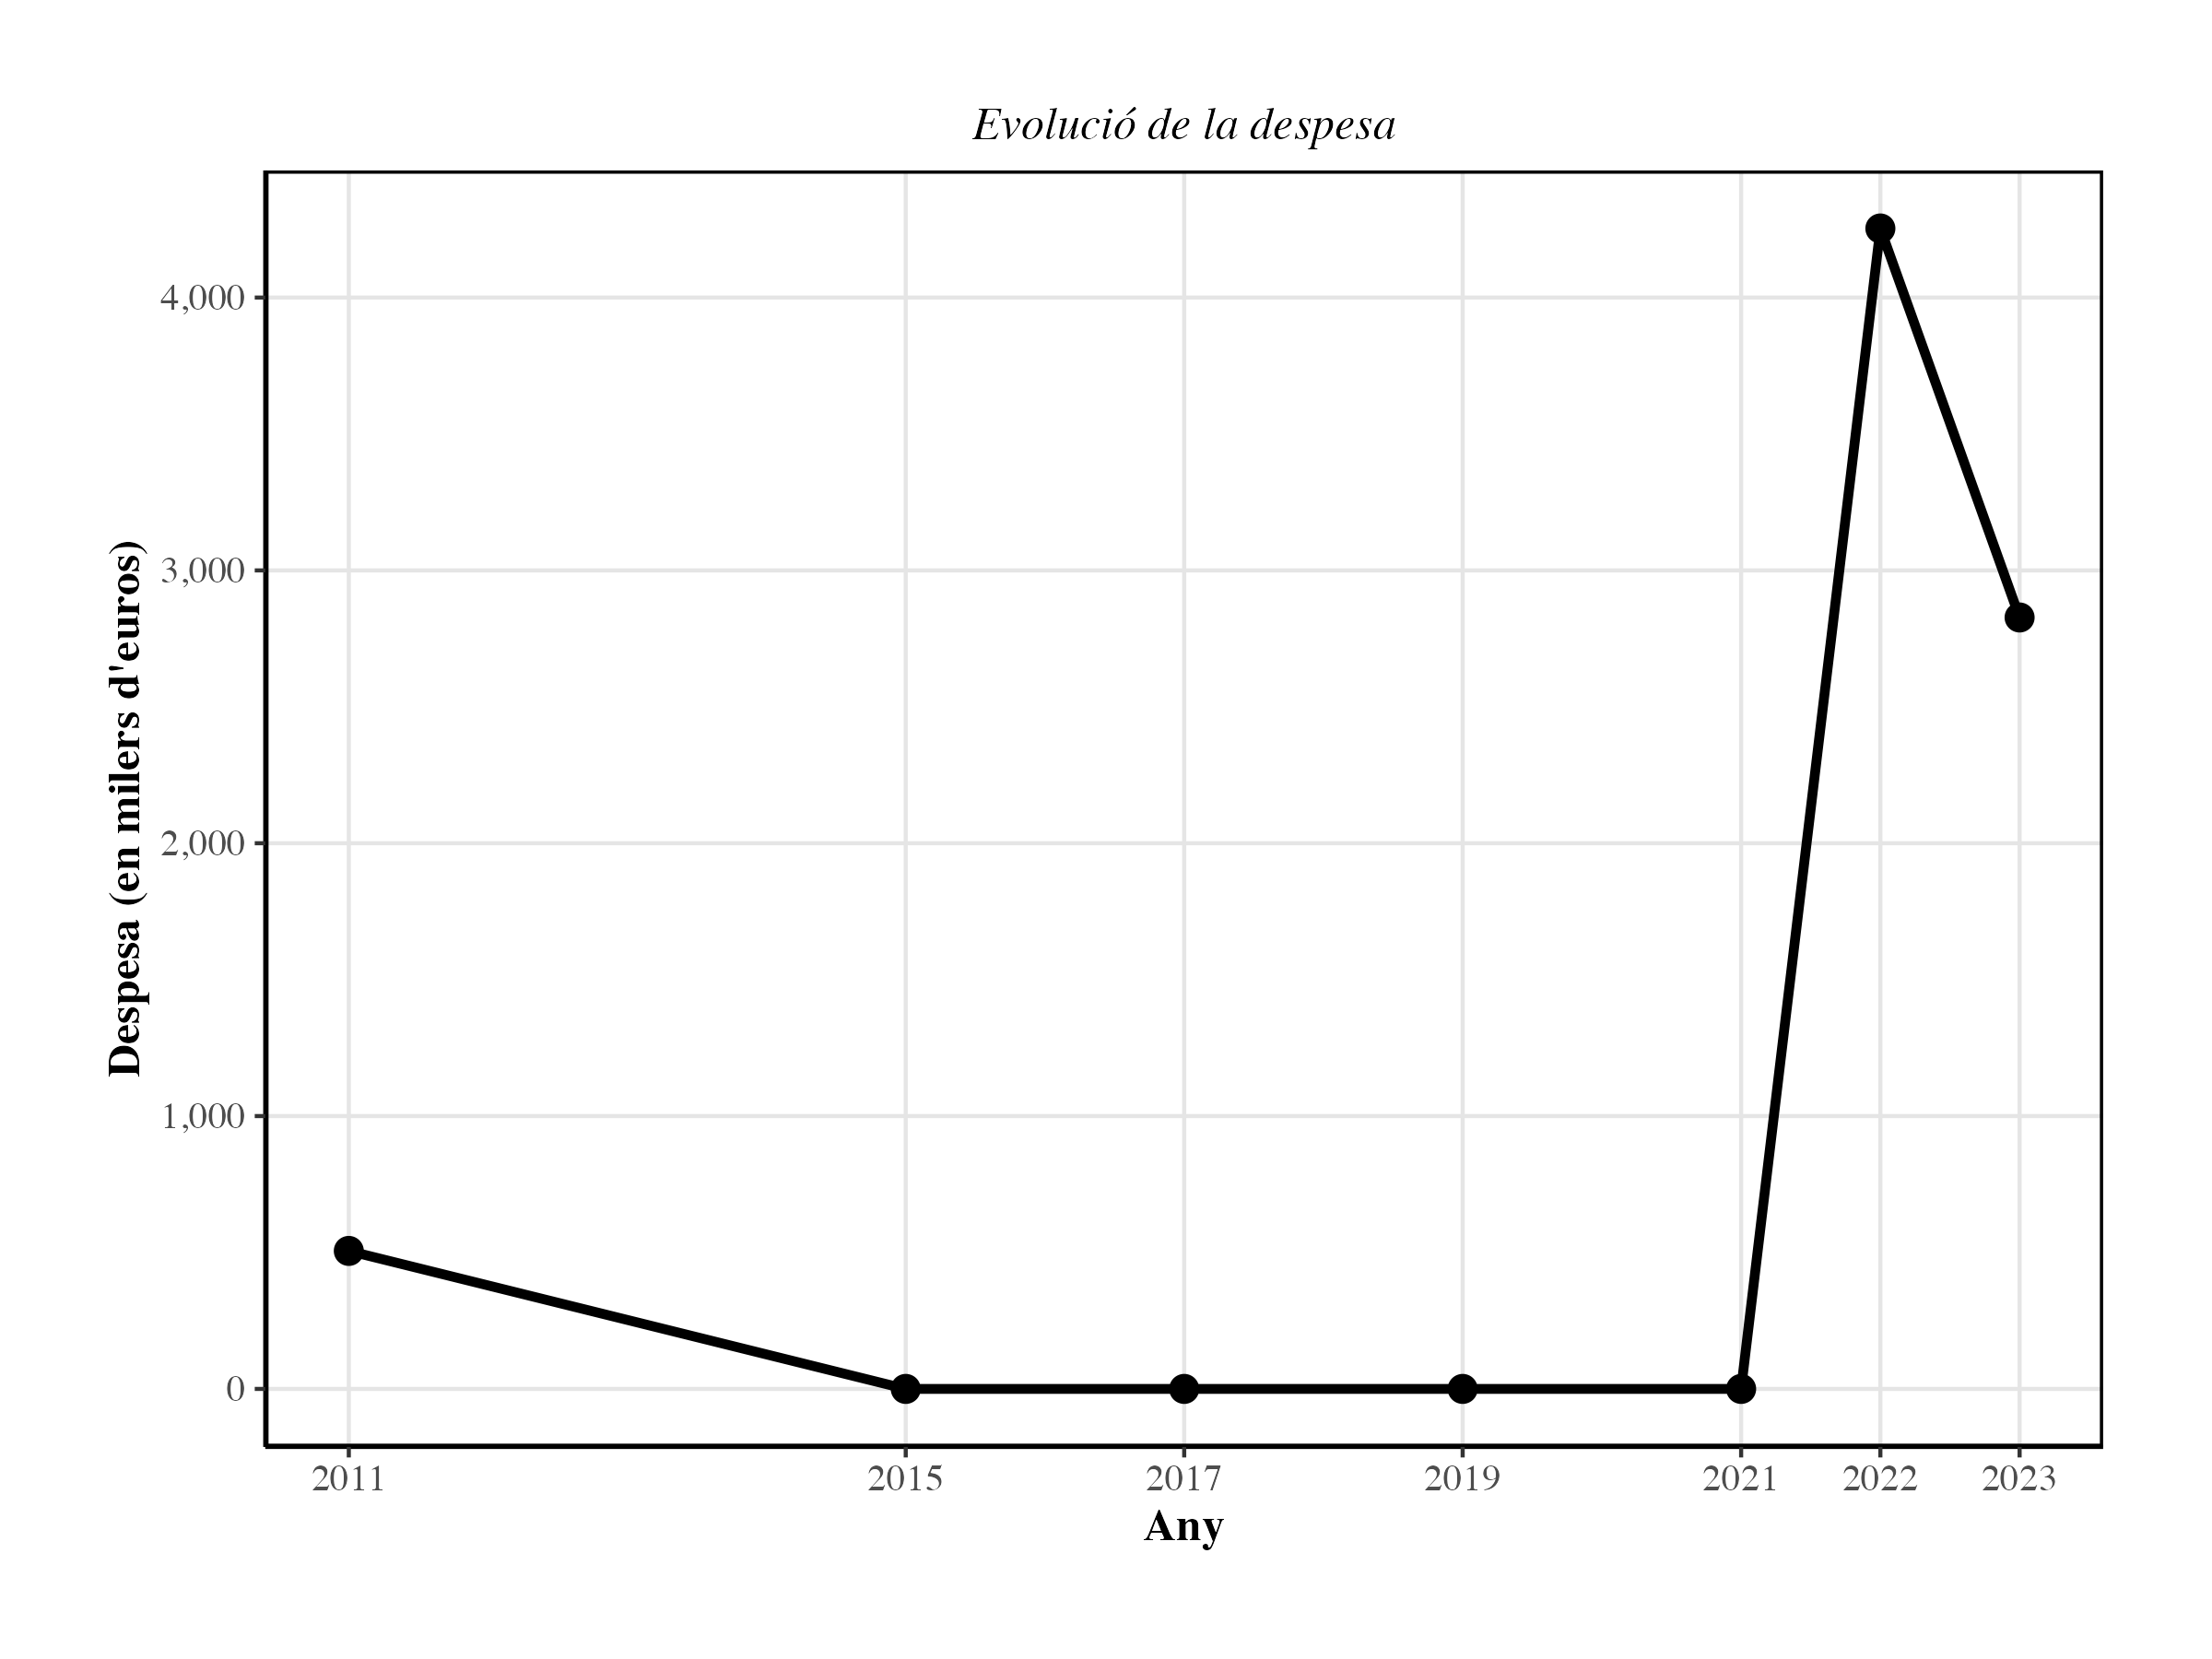 Evolució de la despesa
Despesa (en milers d'euros)
4,000
3,000
2,000
1,000
0
2011 2015 2017 2019 2021 2022 2023
Any